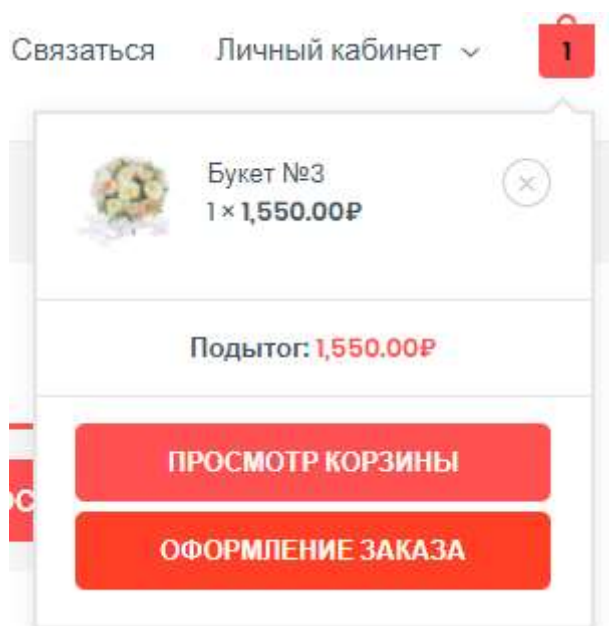 Связаться Личный кабинет 1
Букет №3
1 × 1,550.00₽
Подытог: 1,550.00₽
ПРОСМОТР КОРЗИНЫ
ОФОРМЛЕНИЕ ЗАКАЗА